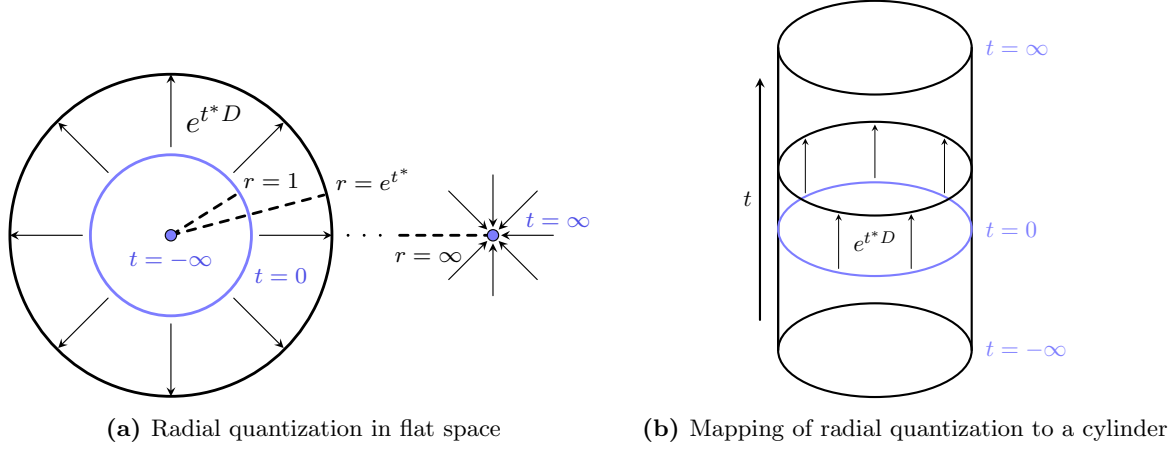 e^{t^*D}
r = 1
r = e^{t^*}
t = −∞
t = 0
· · ·
r = ∞
t = ∞
(a) Radial quantization in flat space
t = ∞
t
e^{t^*D}
t = 0
t = −∞
(b) Mapping of radial quantization to a cylinder